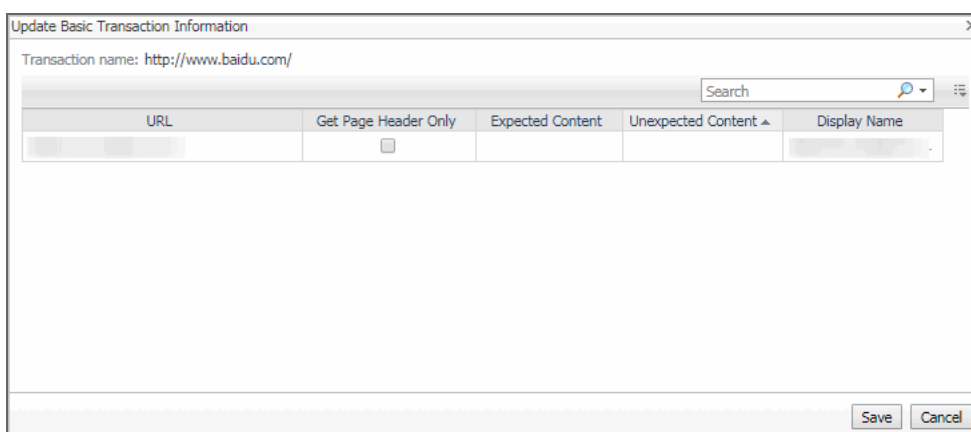 Update Basic Transaction Information
Transaction name: http://www.baidu.com/
Search
URL Get Page Header Only Expected Content Unexpected Content Display Name
Save Cancel